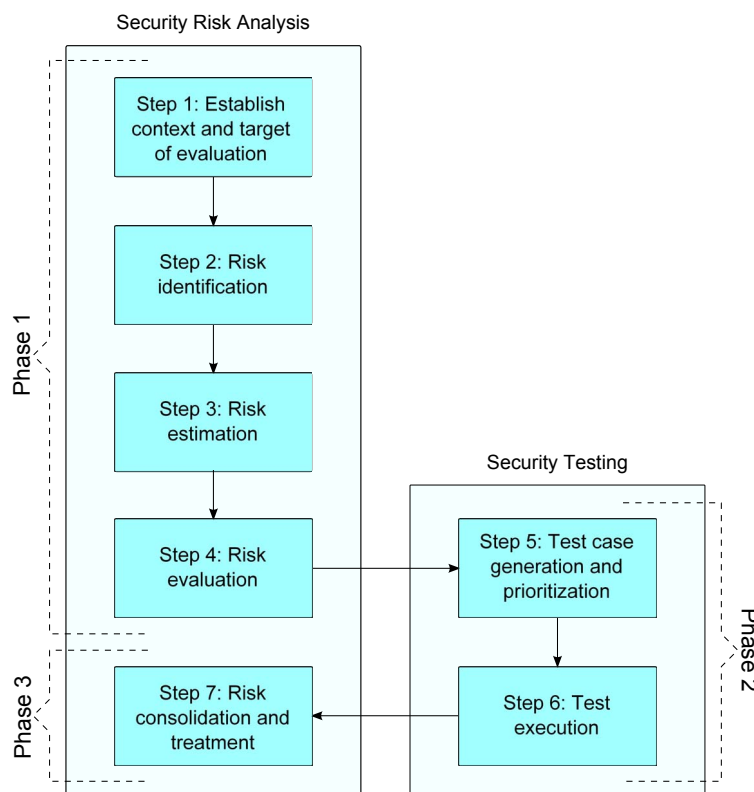 Security Risk Analysis
Step 1: Establish
context and target
of evaluation
Step 2: Risk
identification
Phase 1
Step 3: Risk
estimation
Step 4: Risk
evaluation
Security Testing
Step 5: Test case
generation and
prioritization
Phase 2
Step 6: Test
execution
Phase 3
Step 7: Risk
consolidation and
treatment